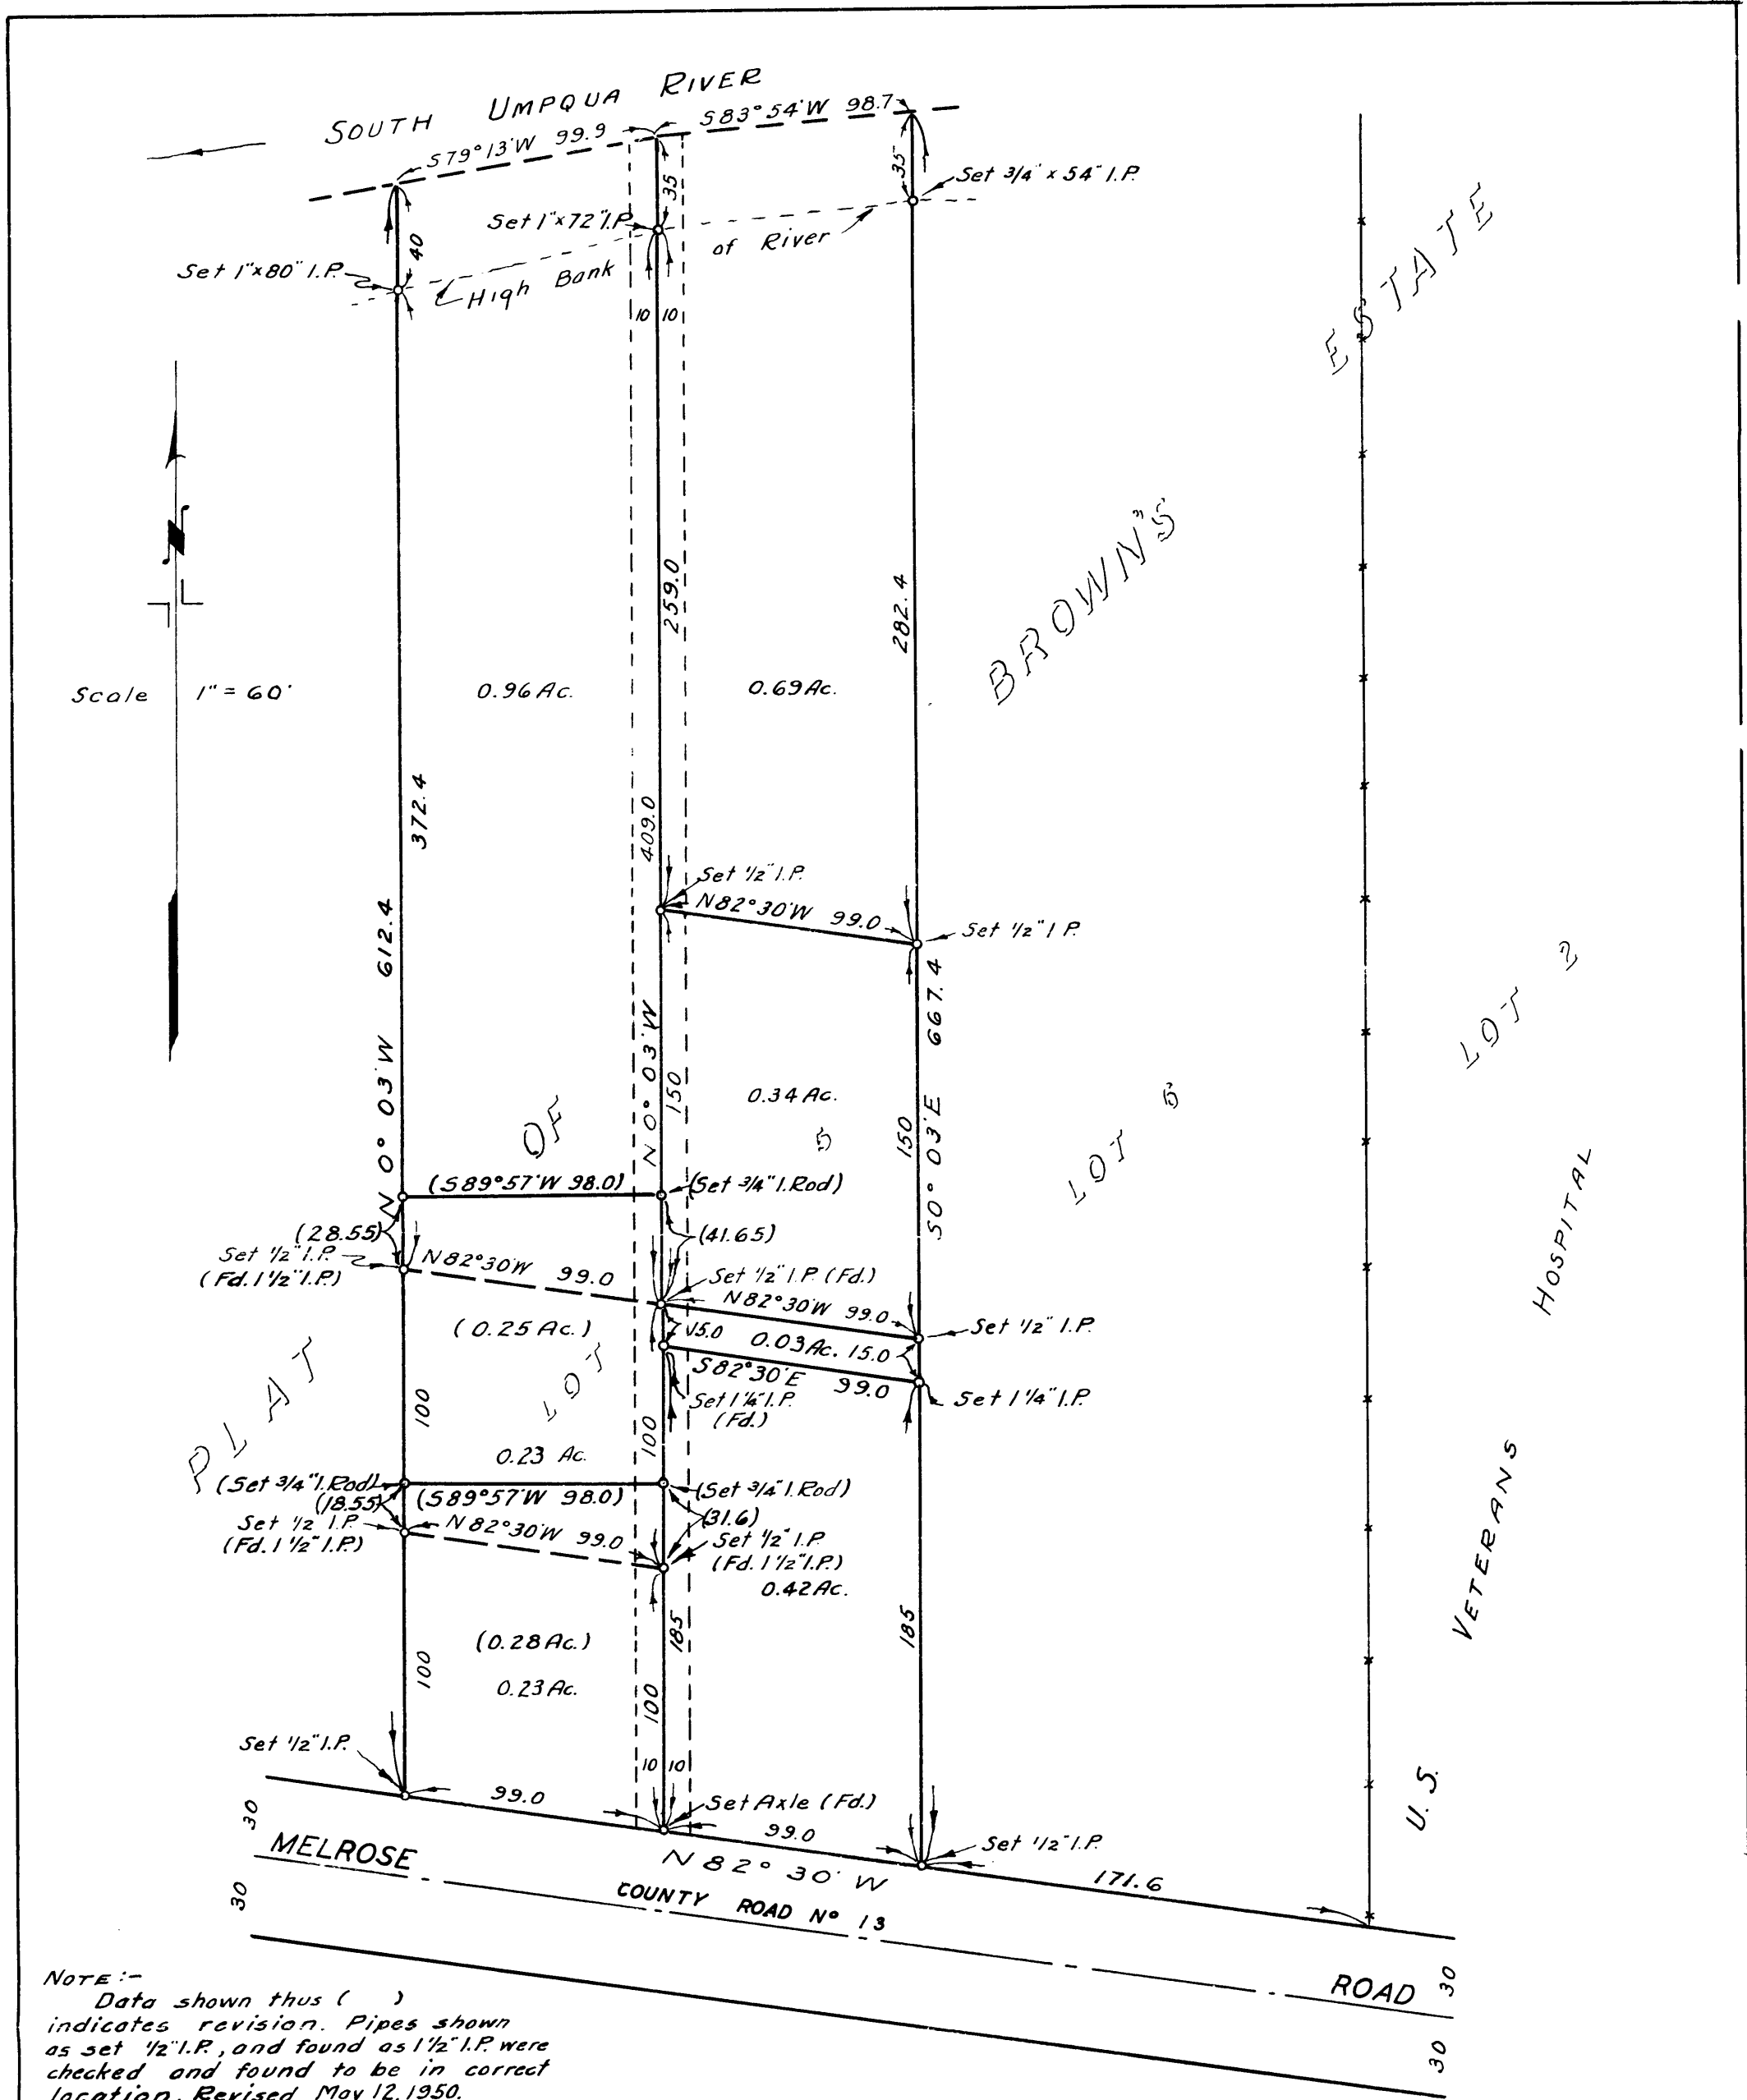 SOUTH UMPQUA RIVER
S79°13'W 99.9
S83°54'W 98.7
35
35
40
Set 3/4" x 54" I.P.
Set 1"x72" I.P.
Set 1"x80" I.P.
High Bank of River
10 10
N
Scale 1" = 60'
PLAT OF BROWN'S ESTATE
259.0
282.4
0.96 Ac.
0.69 Ac.
372.4
409.0
Set 1/2" I.P.
N82°30'W 99.0
Set 1/2" I P.
N 0° 03' W 612.4
N 0° 03' W
S0° 03' E 667.4
150
150
0.34 Ac.
LOT 5
LOT 6
LOT 2
U.S. VETERANS HOSPITAL
(S89°57'W 98.0)
(Set 3/4" I.Rod)
(28.55)
(41.65)
Set 1/2" I.P.
(Fd. 1 1/2" I.P.)
N82°30'W 99.0
Set 1/2" I.P. (Fd.)
N82°30'W 99.0
Set 1/2" I.P.
(0.25 Ac.)
15.0
0.03 Ac. 15.0
S82°30'E 99.0
Set 1 1/4" I.P.
(Fd.)
Set 1 1/4" I.P.
100
100
0.23 Ac.
(Set 3/4" I.Rod)
(S89°57'W 98.0)
(Set 3/4" I.Rod)
(18.55)
(31.6)
Set 1/2" I.P.
(Fd. 1 1/2" I.P.)
N82°30'W 99.0
Set 1/2" I.P.
(Fd. 1 1/2" I.P.)
0.42 Ac.
185
185
(0.28 Ac.)
0.23 Ac.
100
100
Set 1/2" I.P.
10 10
99.0
Set Axle (Fd.)
99.0
Set 1/2" I.P.
N 82° 30' W
171.6
30
30
MELROSE ROAD
COUNTY ROAD Nº 13
30
30
NOTE :-
Data shown thus ( )
indicates revision. Pipes shown
as set 1/2" I.P., and found as 1 1/2" I.P. were
checked and found to be in correct
location. Revised May 12, 1950.